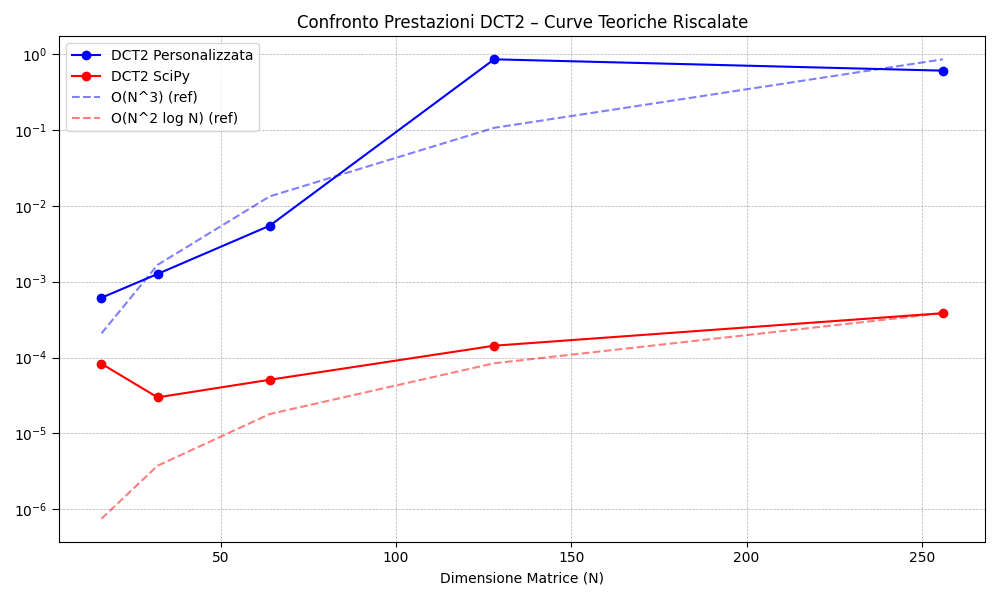 Confronto Prestazioni DCT2 – Curve Teoriche Riscalate
DCT2 Personalizzata
DCT2 SciPy
O(N^3) (ref)
O(N^2 log N) (ref)
10⁰
10⁻¹
10⁻²
10⁻³
10⁻⁴
10⁻⁵
10⁻⁶
50 100 150 200 250
Dimensione Matrice (N)